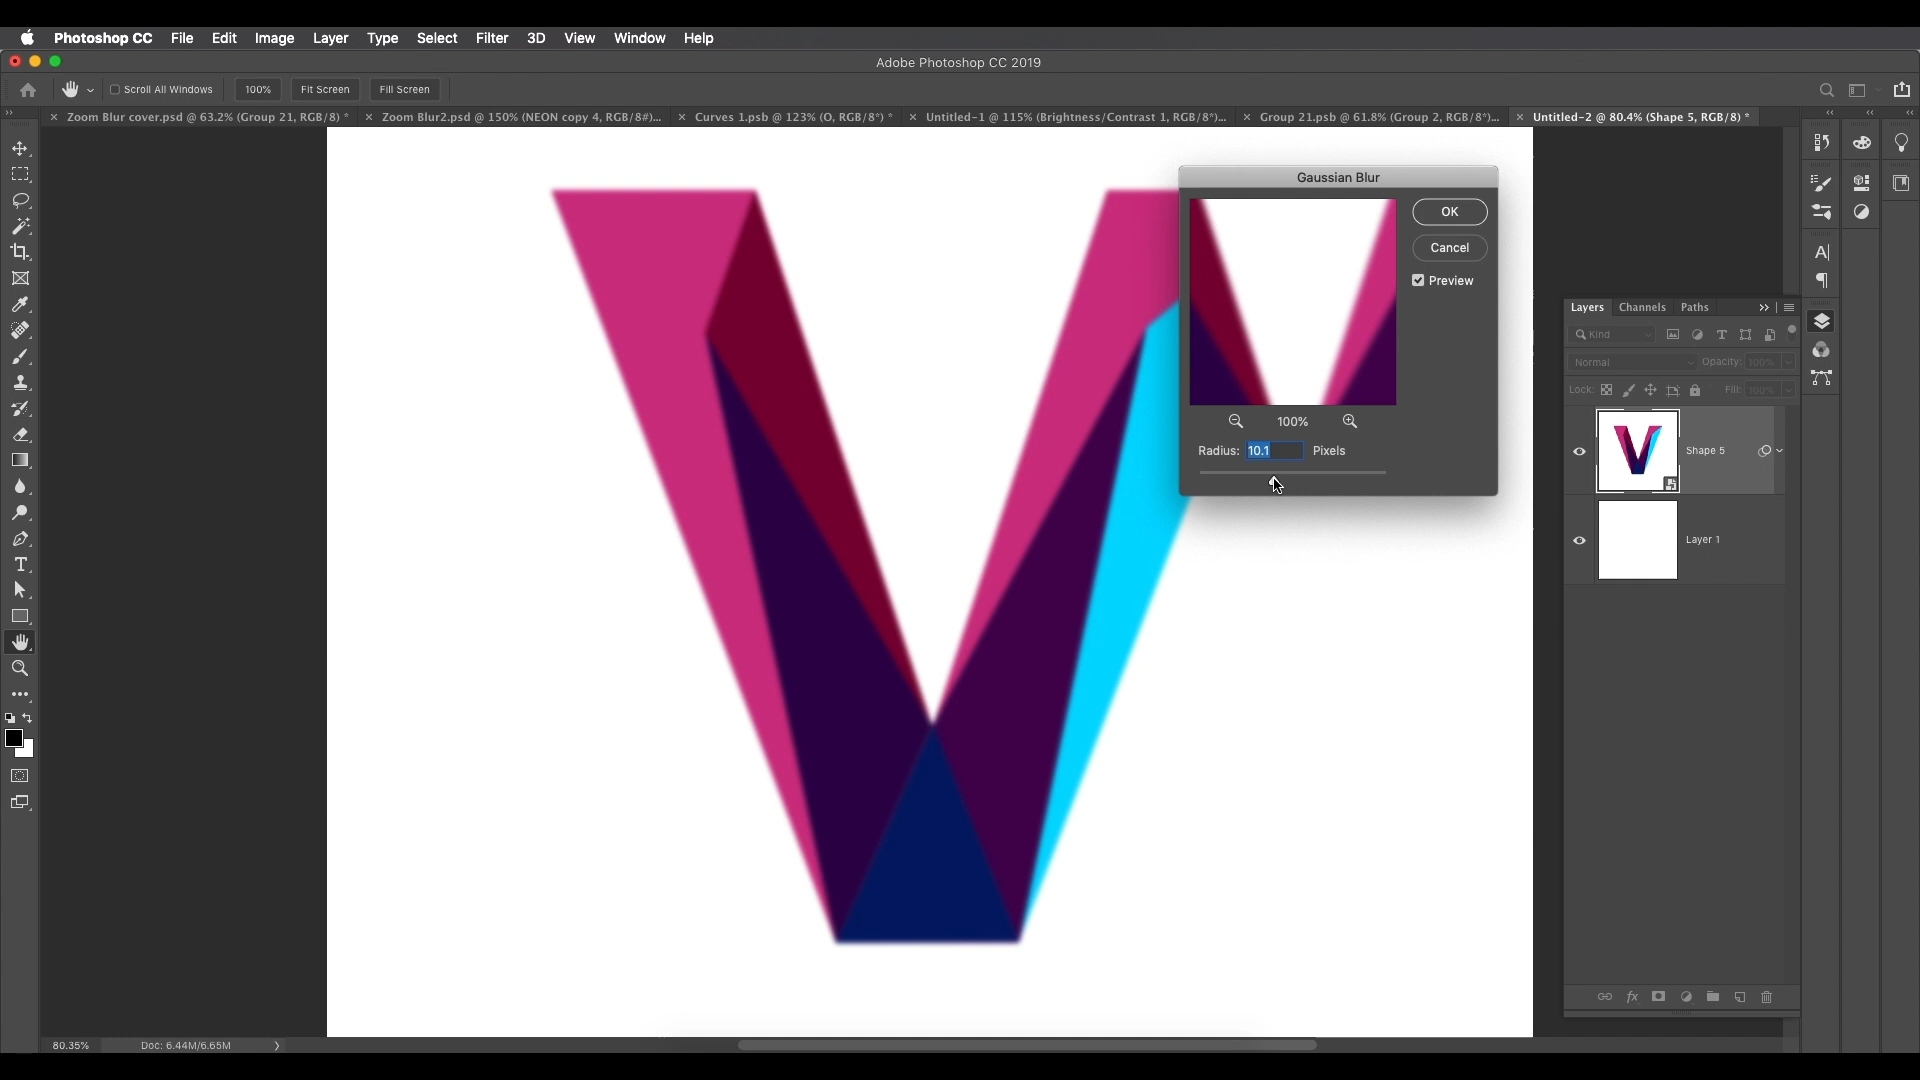 Photoshop CC File Edit Image Layer Type Select Filter 3D View Window Help
Adobe Photoshop CC 2019
Scroll All Windows 100% Fit Screen Fill Screen
Zoom Blur cover.psd @ 63.2% (Group 21, RGB/8) * Zoom Blur2.psd @ 150% (NEON copy 4, RGB/8#)... Curves 1.psb @ 123% (O, RGB/8*) * Untitled-1 @ 115% (Brightness/Contrast 1, RGB/8*)... Group 21.psb @ 61.8% (Group 2, RGB/8*)... Untitled-2 @ 80.4% (Shape 5, RGB/8) *
Gaussian Blur
OK
Cancel
Preview
100%
Radius: 10.1 Pixels
Layers Channels Paths
Kind
Normal Opacity: 100%
Lock: Fill: 100%
Shape 5
Layer 1
80.35% Doc: 6.44M/6.65M